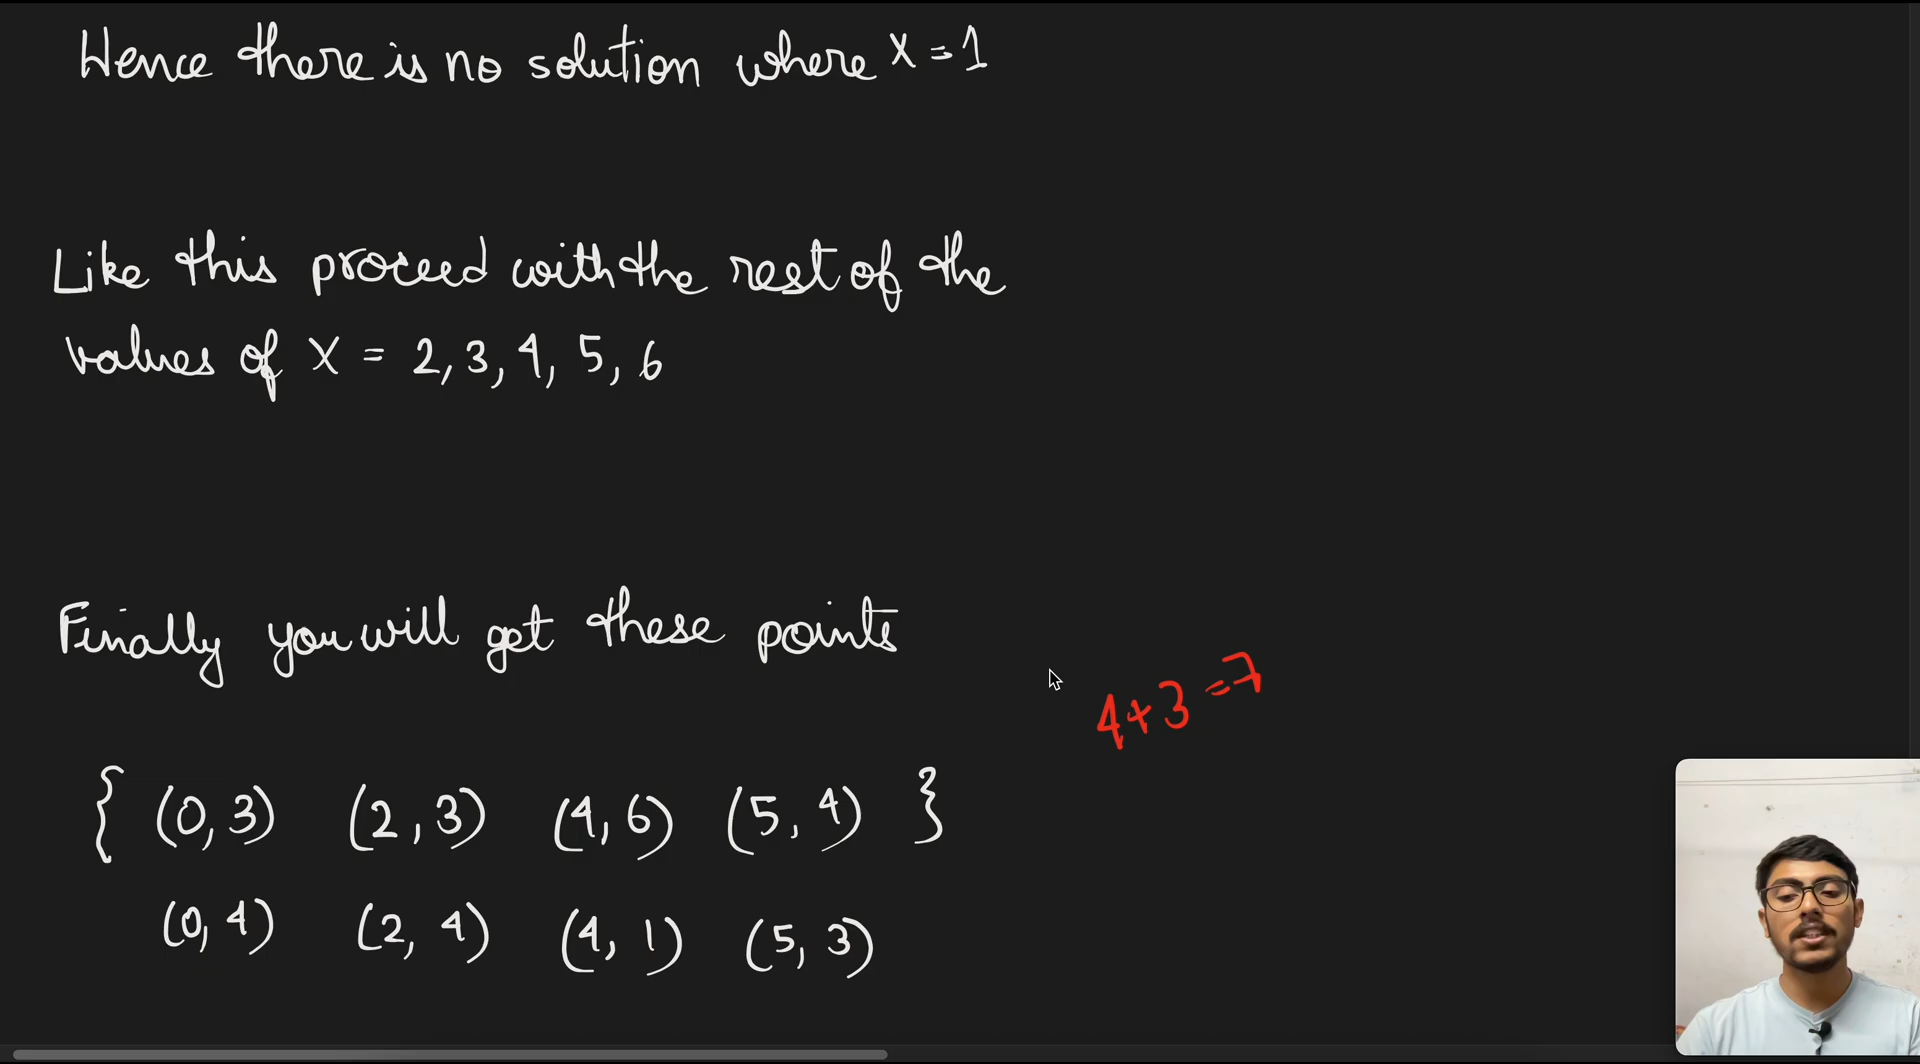 Hence there is no solution where x = 1
Like this proceed with the rest of the
values of x = 2, 3, 4, 5, 6
Finally you will get these points
4 + 3 = 7
{ (0, 3) (2, 3) (4, 6) (5, 4) }
(0, 4) (2, 4) (4, 1) (5, 3)